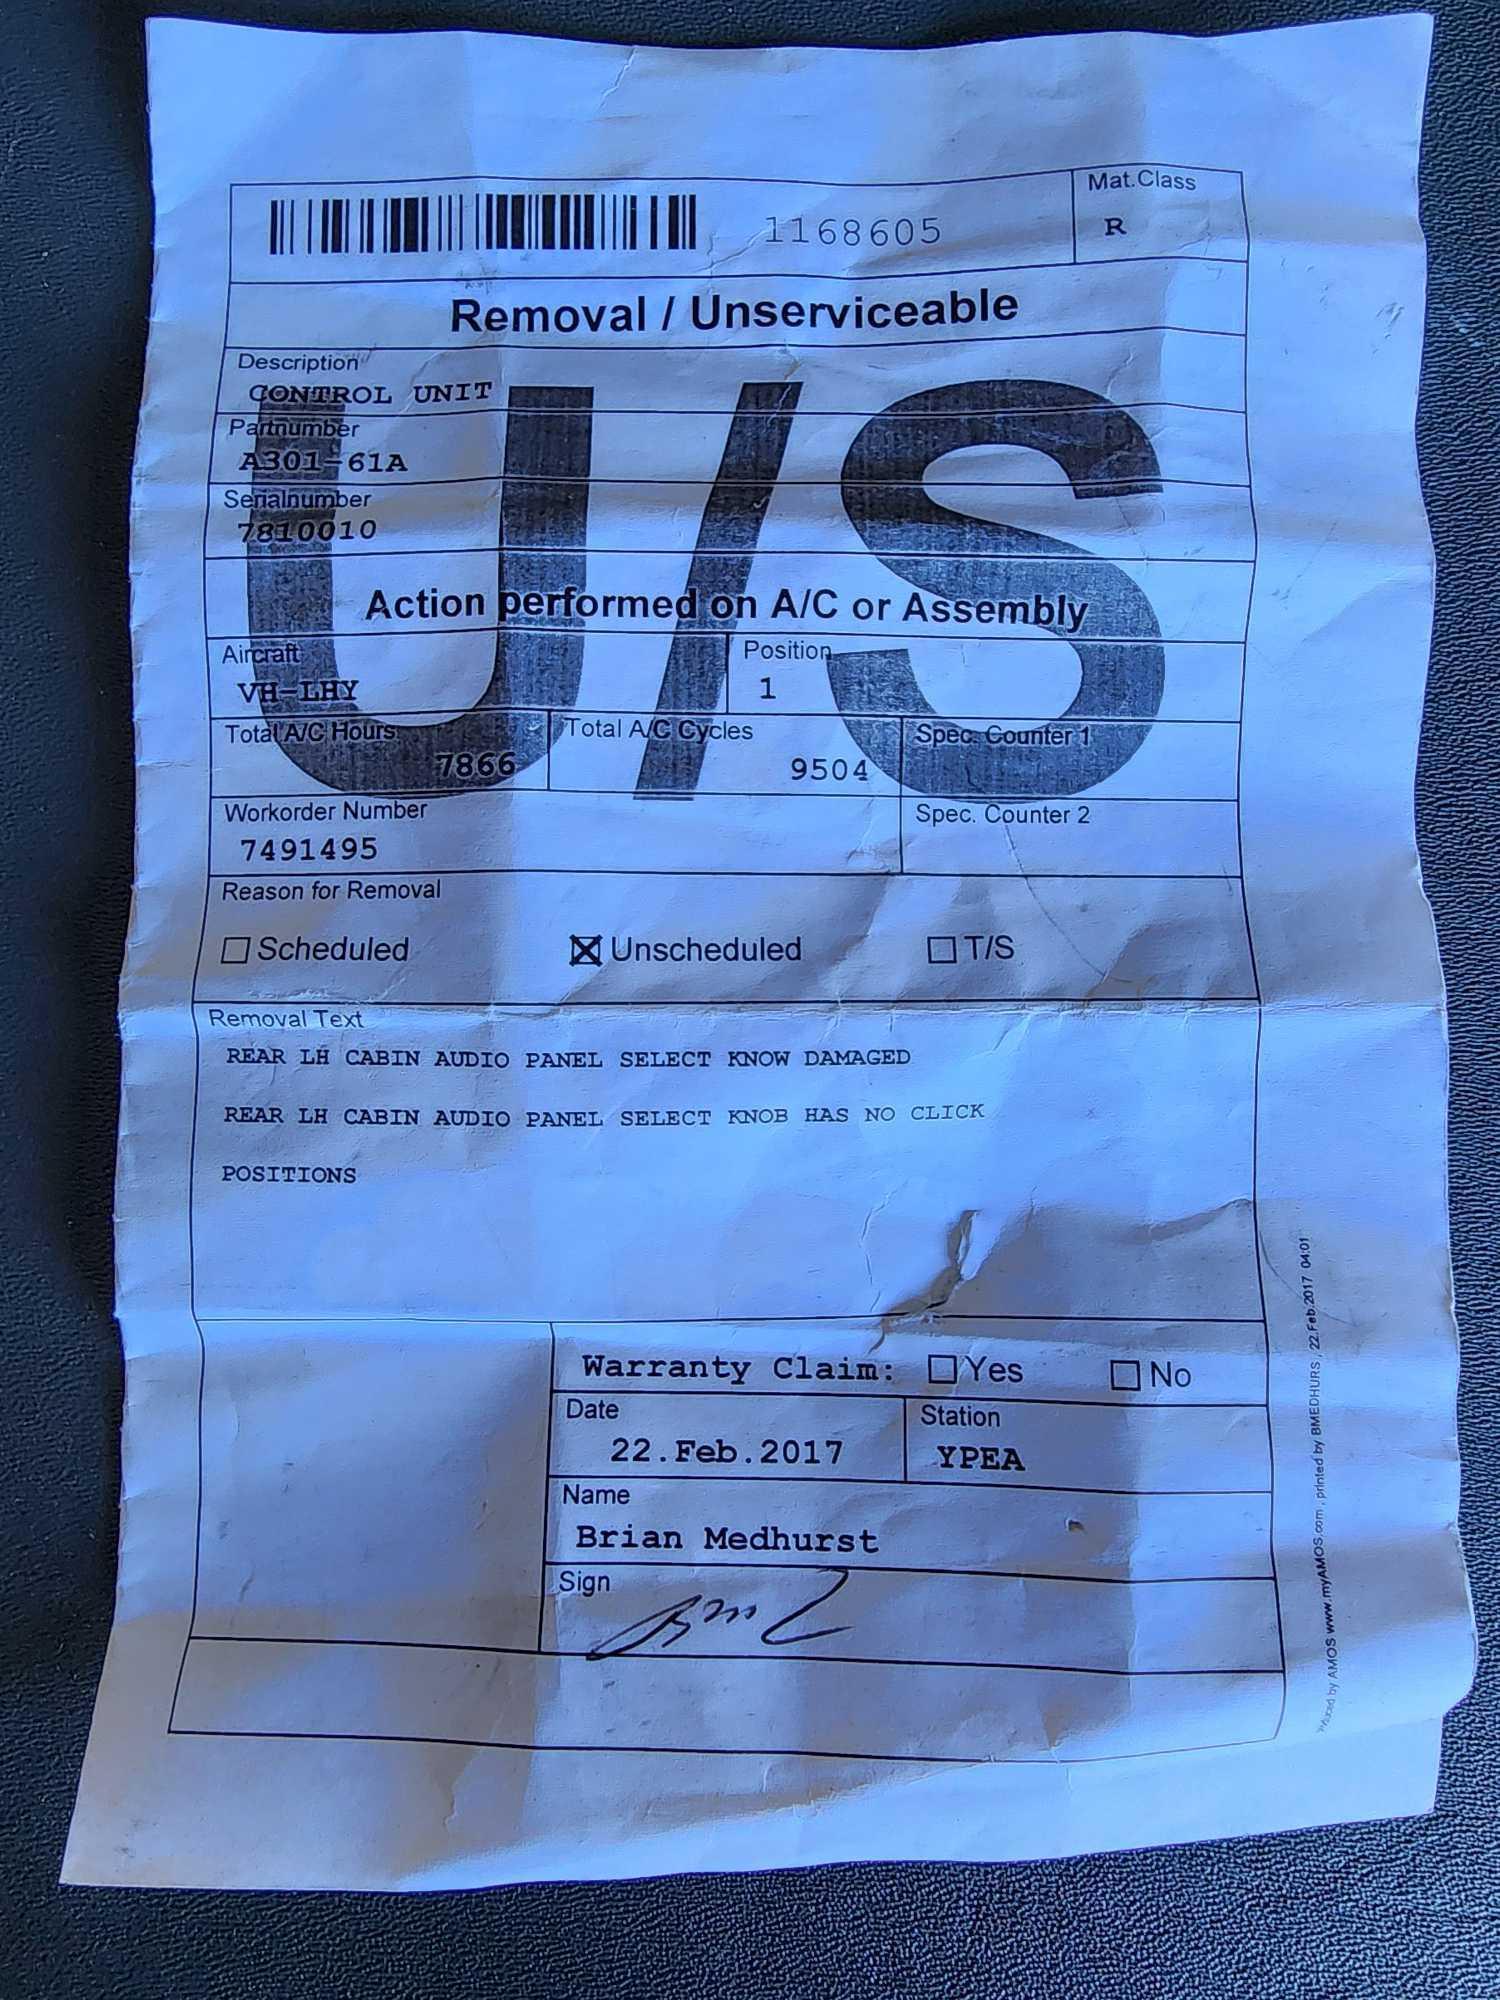 1168605
Mat.Class
R
Removal / Unserviceable
U/S
Description
CONTROL UNIT
Partnumber
A301-61A
Serialnumber
7810010
Action performed on A/C or Assembly
Aircraft
VH-LHY
Position
1
Total A/C Hours
7866
Total A/C Cycles
9504
Spec. Counter 1
Workorder Number
7491495
Spec. Counter 2
Reason for Removal
Scheduled
Unscheduled
T/S
Removal Text
REAR LH CABIN AUDIO PANEL SELECT KNOW DAMAGED
REAR LH CABIN AUDIO PANEL SELECT KNOB HAS NO CLICK
POSITIONS
Warranty Claim: Yes No
Date
22.Feb.2017
Station
YPEA
Name
Brian Medhurst
Sign
by AMOS www.myAMOS.com , printed by BMEDHURS , 22.Feb.2017 04:01